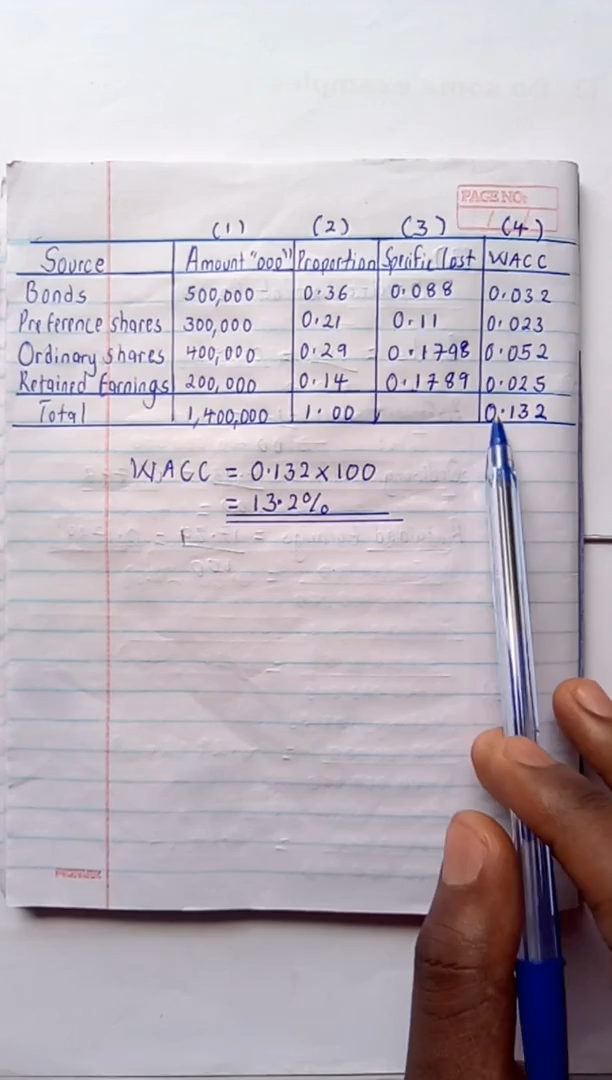 PAGE NO:
(1) (2) (3) (4)
Source Amount "000" Proportion Specific Cost WACC
Bonds 500,000 0.36 0.088 0.032
Preference shares 300,000 0.21 0.11 0.023
Ordinary shares 400,000 0.29 0.1798 0.052
Retained Earnings 200,000 0.14 0.1789 0.025
Total 1,400,000 1.00 0.132
WACC = 0.132 x 100
= 13.2%